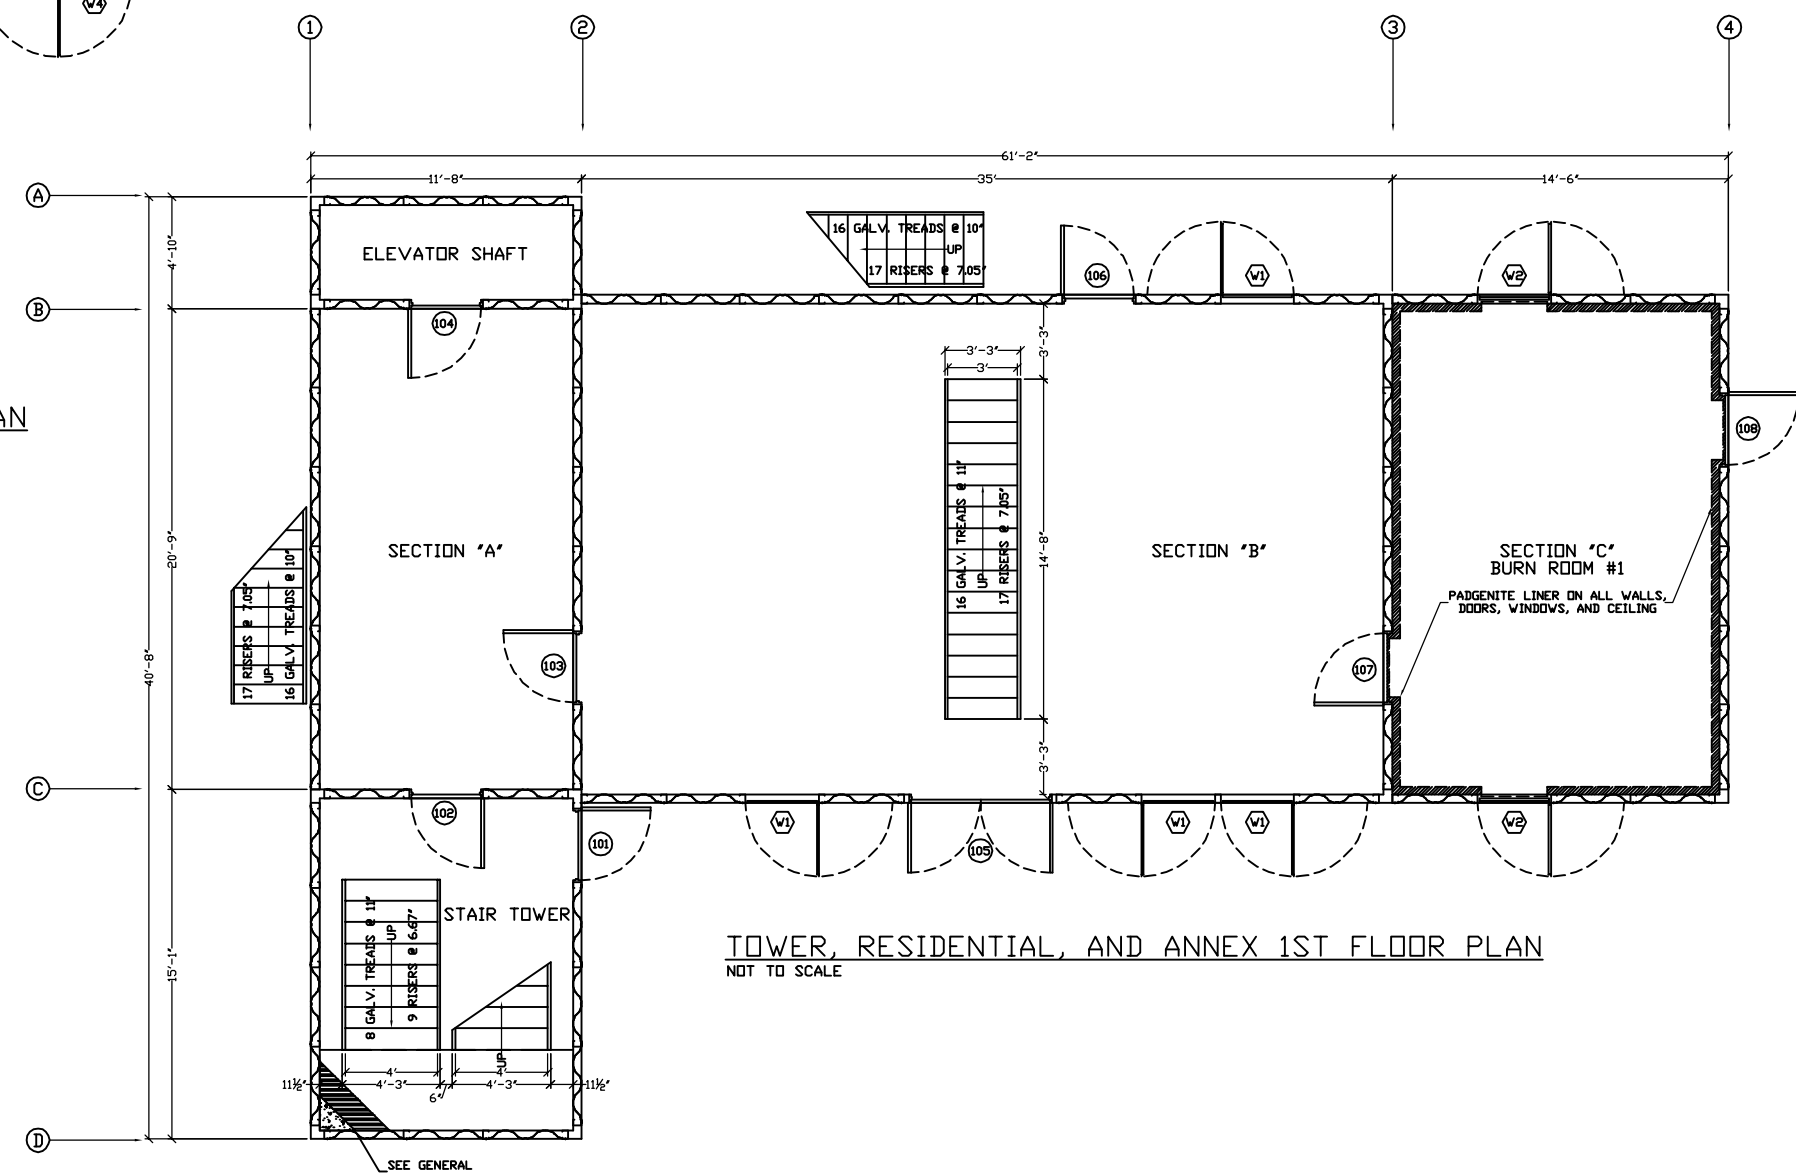 W4
1
2
3
4
61'-2"
11'-8"
35'
14'-6"
A
B
C
D
4'-10"
20'-9"
40'-8"
15'-1"
AN
ELEVATOR SHAFT
16 GALV. TREADS @ 10"
UP
17 RISERS @ 7.05"
106
W1
W2
104
3'-3"
3'
3'-3"
108
SECTION "A"
16 GALV. TREADS @ 11"
UP
17 RISERS @ 7.05"
14'-8"
SECTION "B"
SECTION "C"
BURN ROOM #1
PADGENITE LINER ON ALL WALLS,
DOORS, WINDOWS, AND CEILING
17 RISERS @ 7.05"
UP
16 GALV. TREADS @ 10"
103
107
3'-3"
102
101
W1
105
W1
W1
W2
8 GALV. TREADS @ 11"
UP
9 RISERS @ 6.67"
STAIR TOWER
UP
4'
4'
11½"
4'-3"
6"
4'-3"
11½"
TOWER, RESIDENTIAL, AND ANNEX 1ST FLOOR PLAN
NOT TO SCALE
SEE GENERAL